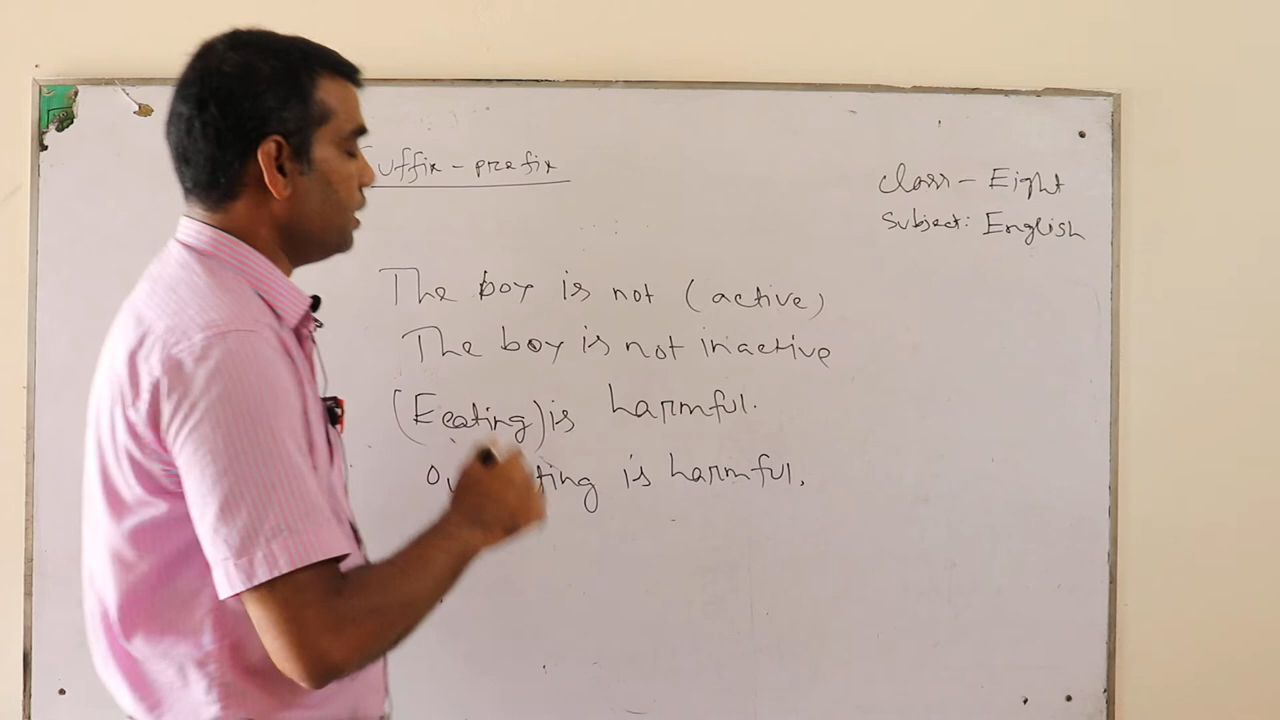 uffix - prefix
Class - Eight
Subject: English
The boy is not (active)
The boy is not inactive
(Eeating) is harmful.
is harmful.